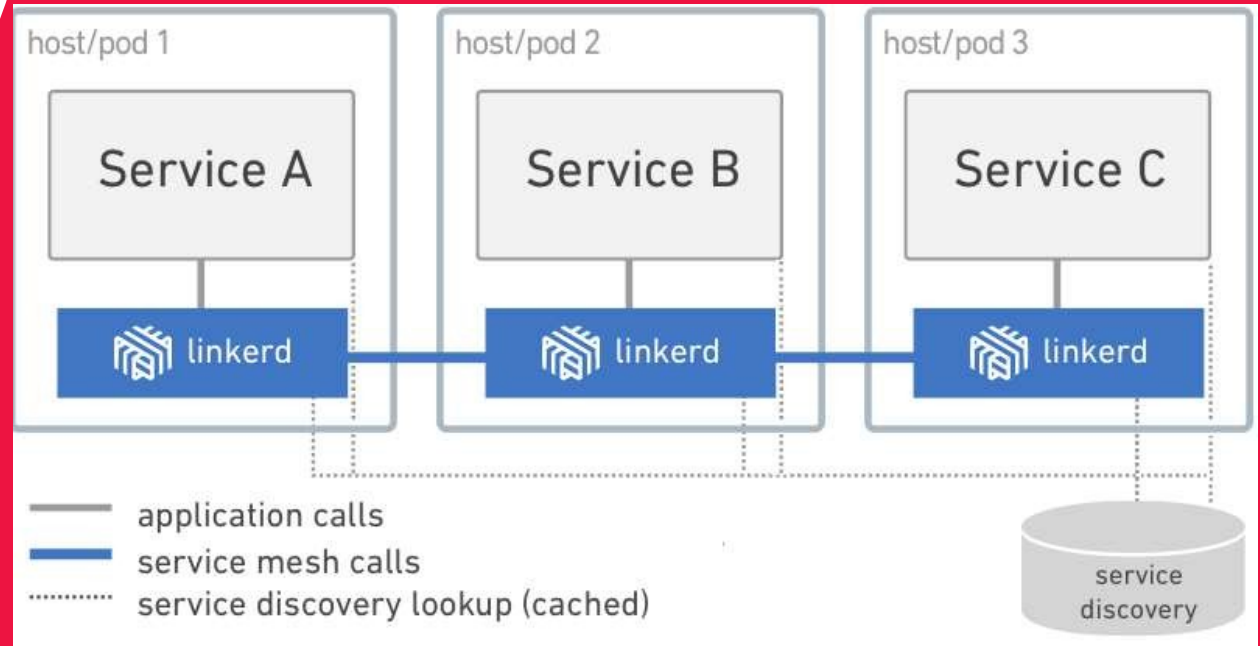 host/pod 1
host/pod 2
host/pod 3
Service A
Service B
Service C
linkerd
linkerd
linkerd
application calls
service mesh calls
service discovery lookup (cached)
service
discovery